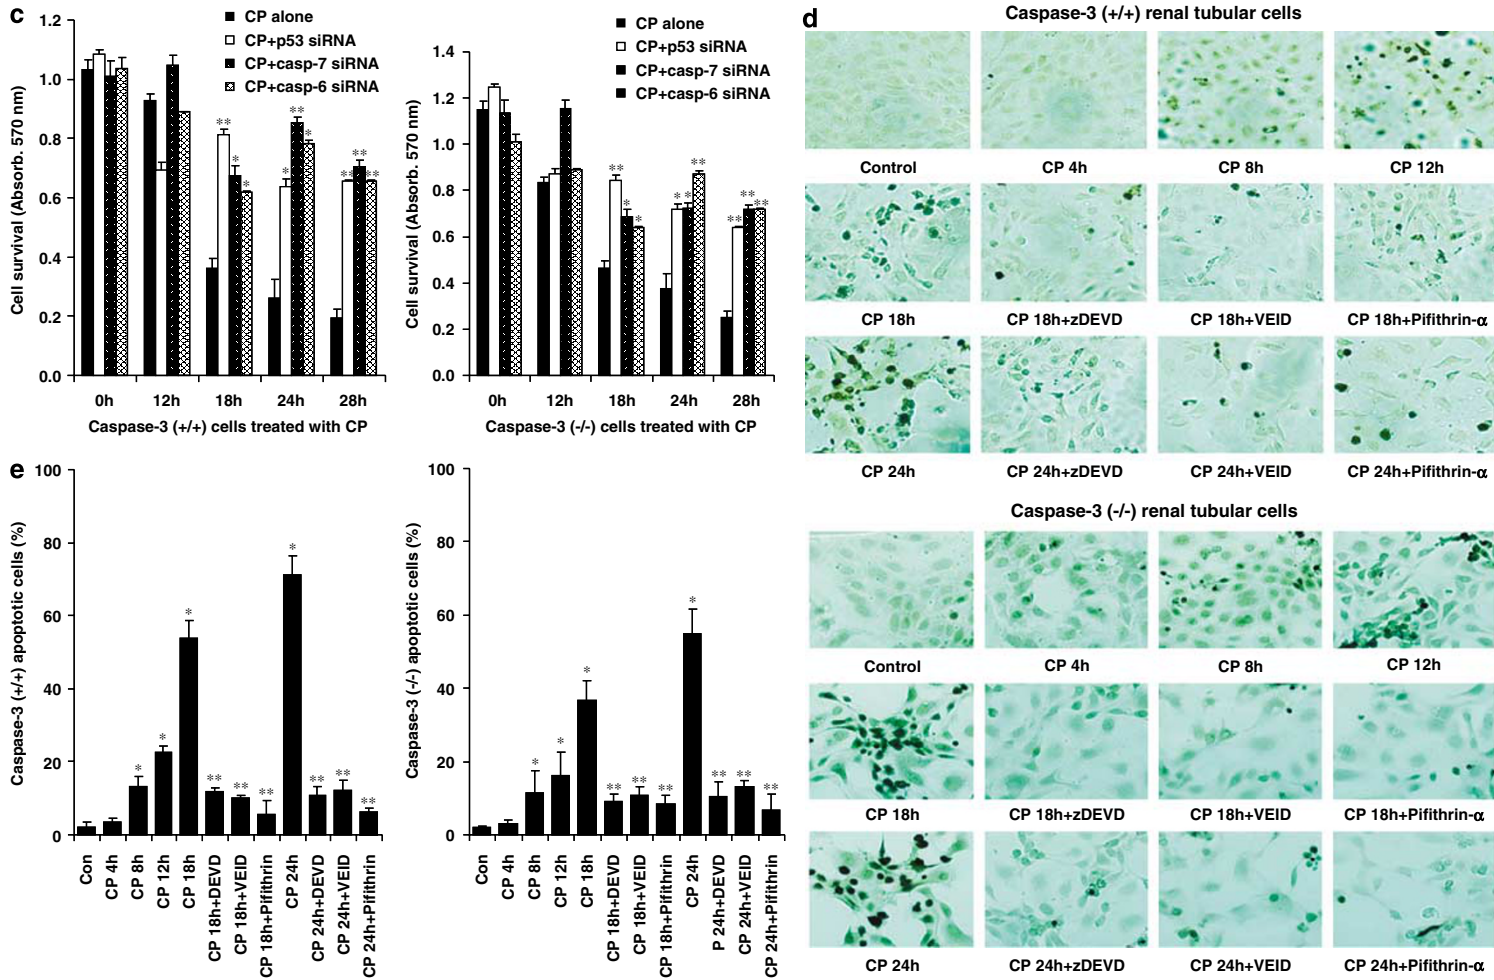 c
1.2
1.0
0.8
0.6
0.4
0.2
0.0
Cell survival (Absorb. 570 nm)
CP alone
CP+p53 siRNA
CP+casp-7 siRNA
CP+casp-6 siRNA
** * * * ** * ** ** **
0h 12h 18h 24h 28h
Caspase-3 (+/+) cells treated with CP
1.4
1.2
1.0
0.8
0.6
0.4
0.2
0.0
Cell survival (Absorb. 570 nm)
CP alone
CP+p53 siRNA
CP+casp-7 siRNA
CP+casp-6 siRNA
** * * * * ** ** ** **
0h 12h 18h 24h 28h
Caspase-3 (-/-) cells treated with CP
d
Caspase-3 (+/+) renal tubular cells
Control CP 4h CP 8h CP 12h
CP 18h CP 18h+zDEVD CP 18h+VEID CP 18h+Pifithrin-α
CP 24h CP 24h+zDEVD CP 24h+VEID CP 24h+Pifithrin-α
Caspase-3 (-/-) renal tubular cells
Control CP 4h CP 8h CP 12h
CP 18h CP 18h+zDEVD CP 18h+VEID CP 18h+Pifithrin-α
CP 24h CP 24h+zDEVD CP 24h+VEID CP 24h+Pifithrin-α
e
100
80
60
40
20
0
Caspase-3 (+/+) apoptotic cells (%)
* * * ** ** ** * ** ** **
Con
CP 4h
CP 8h
CP 12h
CP 18h
CP 18h+DEVD
CP 18h+VEID
CP 18h+Pifithrin
CP 24h
CP 24h+DEVD
CP 24h+VEID
CP 24h+Pifithrin
100
80
60
40
20
0
Caspase-3 (-/-) apoptotic cells (%)
* * * ** ** ** * ** ** **
Con
CP 4h
CP 8h
CP 12h
CP 18h
CP 18h+DEVD
CP 18h+VEID
CP 18h+Pifithrin
CP 24h
P 24h+DEVD
CP 24h+VEID
CP 24h+Pifithrin